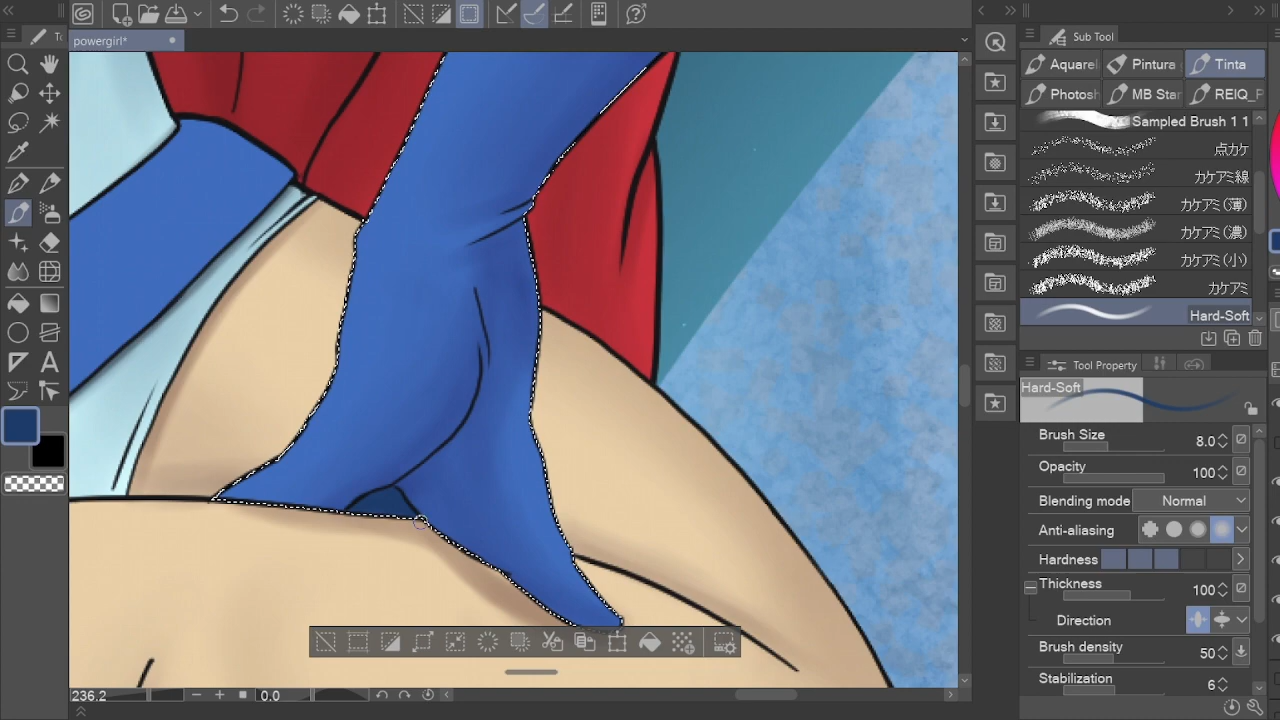 powergirl*
Sub Tool
Aquarel
Pintura
Tinta
Photosh
MB Star
REIQ_P
Sampled Brush 1 1
点カケ
カケアミ線
カケアミ(薄)
カケアミ(濃)
カケアミ(小)
カケアミ
Hard-Soft
Tool Property
Hard-Soft
Brush Size 8.0
Opacity 100
Blending mode Normal
Anti-aliasing
Hardness
Thickness 100
Direction
Brush density 50
Stabilization 6
236.2 0.0